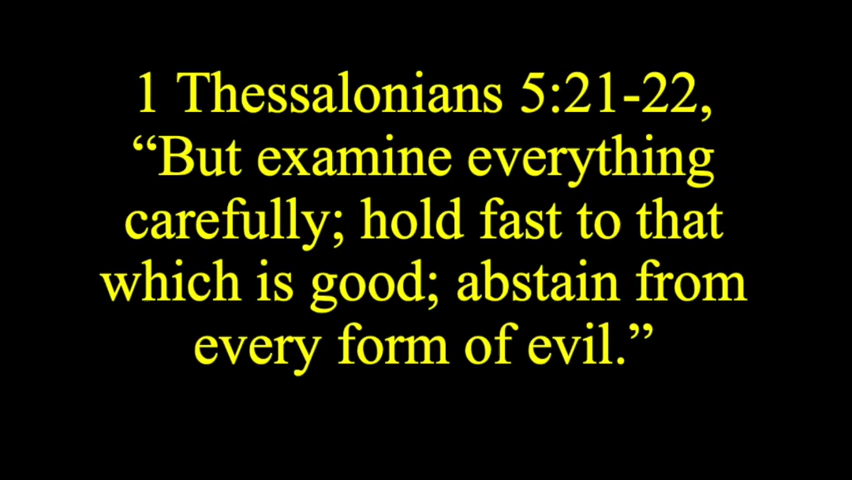 1 Thessalonians 5:21-22,
“But examine everything
carefully; hold fast to that
which is good; abstain from
every form of evil.”